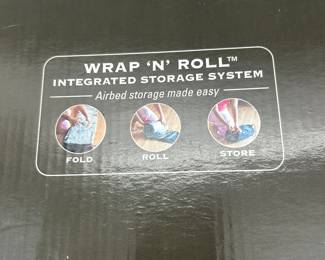 WRAP ‘N’ ROLL™
INTEGRATED STORAGE SYSTEM
Airbed storage made easy
FOLD ROLL STORE